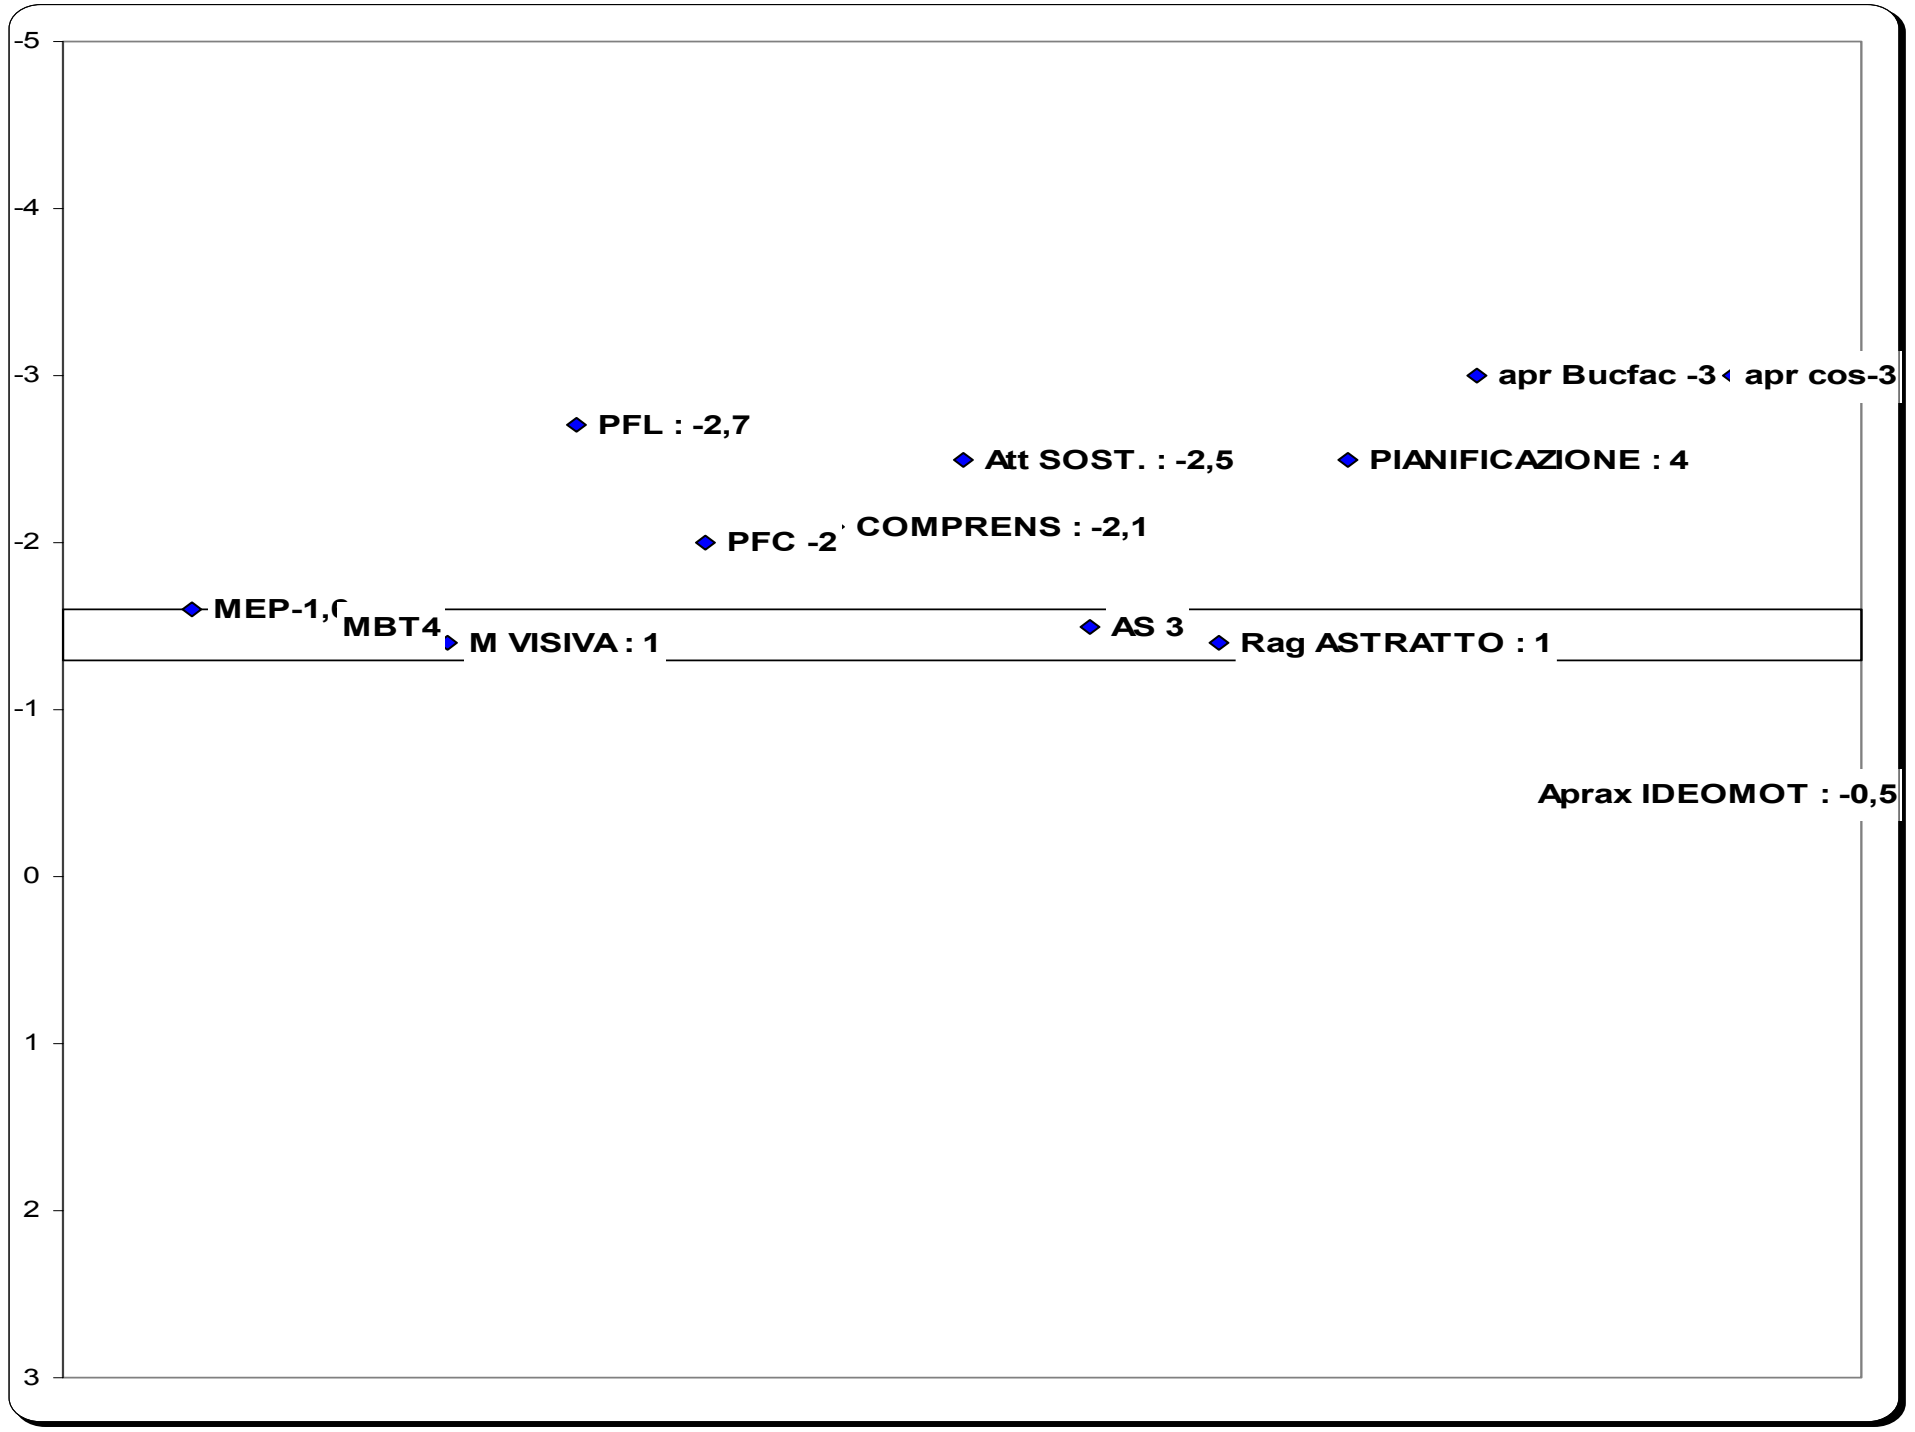 -5
-4
-3
apr Bucfac -3
apr cos-3
PFL : -2,7
Att SOST. : -2,5
PIANIFICAZIONE : 4
COMPRENS : -2,1
-2
PFC -2
MEP-1,
MBT4
AS 3
M VISIVA : 1
Rag ASTRATTO : 1
-1
Aprax IDEOMOT : -0,5
0
1
2
3